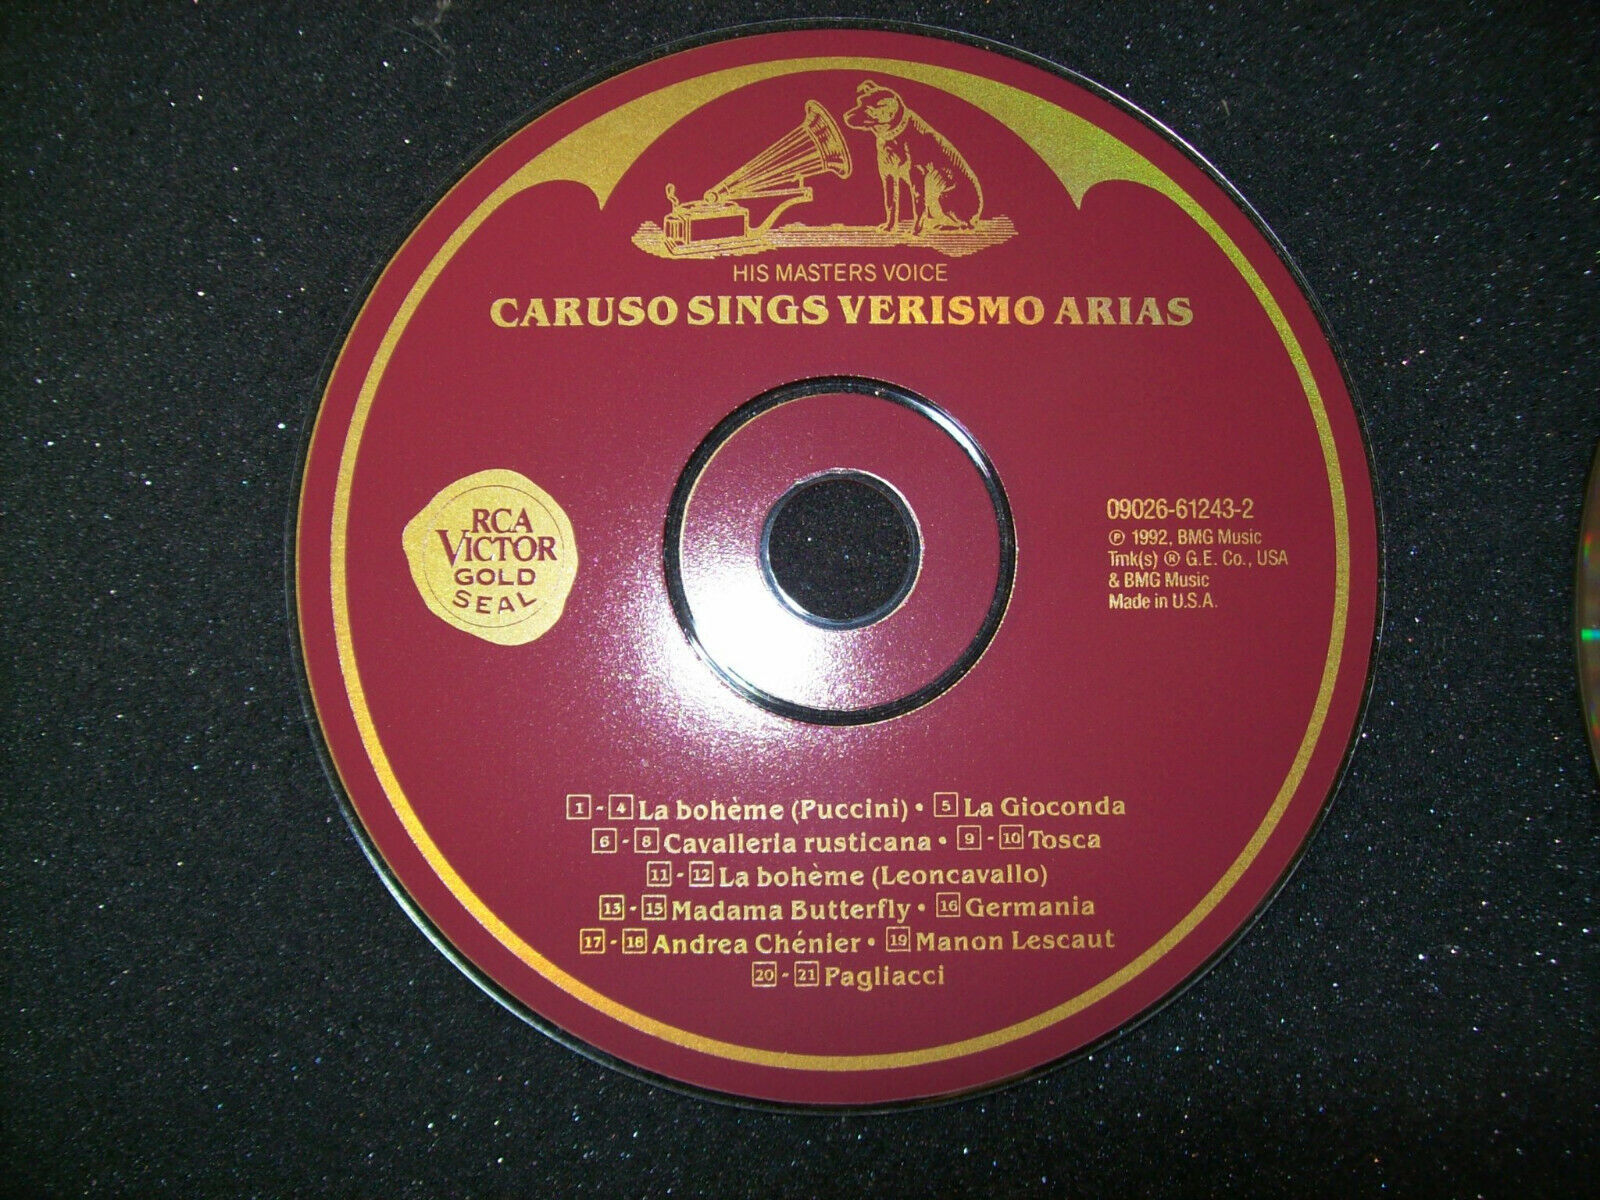 HIS MASTERS VOICE
CARUSO SINGS VERISMO ARIAS
RCA
VICTOR
GOLD
SEAL
09026-61243-2
℗ 1992, BMG Music
Tmk(s) ® G.E. Co., USA
& BMG Music
Made in U.S.A.
1 - 4 La bohème (Puccini) • 5 La Gioconda
6 - 8 Cavalleria rusticana • 9 - 10 Tosca
11 - 12 La bohème (Leoncavallo)
13 - 15 Madama Butterfly • 16 Germania
17 - 18 Andrea Chénier • 19 Manon Lescaut
20 - 21 Pagliacci